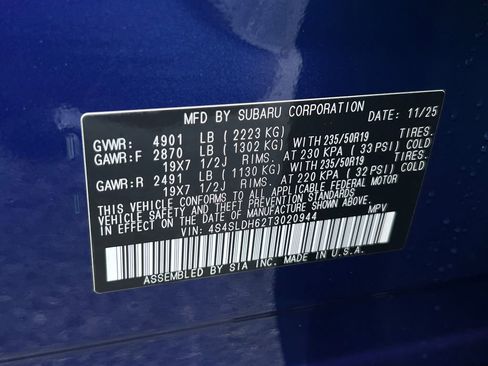 MFD BY SUBARU CORPORATION DATE: 11/25
GVWR: 4901 LB (2223 KG)
GAWR:F 2870 LB (1302 KG) WITH 235/50R19 TIRES.
19X7 1/2J RIMS. AT 230 KPA (33 PSI) COLD
GAWR:R 2491 LB (1130 KG) WITH 235/50R19 TIRES.
19X7 1/2J RIMS. AT 220 KPA (32 PSI) COLD
THIS VEHICLE CONFORMS TO ALL APPLICABLE FEDERAL MOTOR
VEHICLE SAFETY AND THEFT PREVENTION STANDARDS
IN EFFECT ON THE DATE OF MANUFACTURE SHOWN ABOVE.
VIN: 4S4SLDH62T3020944 MPV
ASSEMBLED BY SIA INC. MADE IN U.S.A.